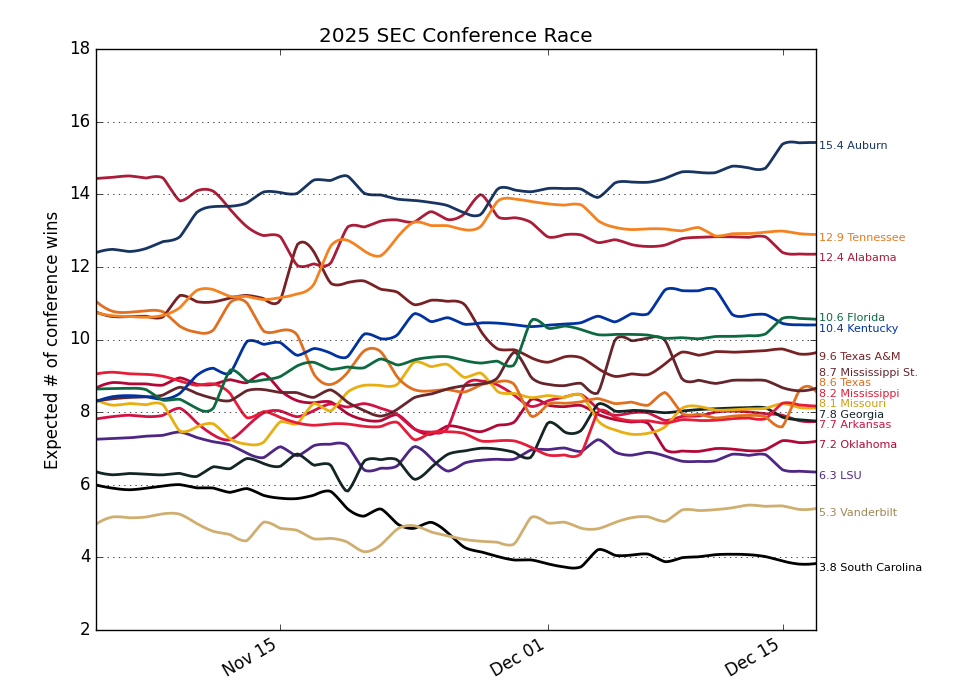 2025 SEC Conference Race
Expected # of conference wins
18
16
14
12
10
8
6
4
2
Nov 15
Dec 01
Dec 15
15.4 Auburn
12.9 Tennessee
12.4 Alabama
10.6 Florida
10.4 Kentucky
9.6 Texas A&M
8.7 Mississippi St.
8.6 Texas
8.2 Mississippi
8.1 Missouri
7.8 Georgia
7.7 Arkansas
7.2 Oklahoma
6.3 LSU
5.3 Vanderbilt
3.8 South Carolina